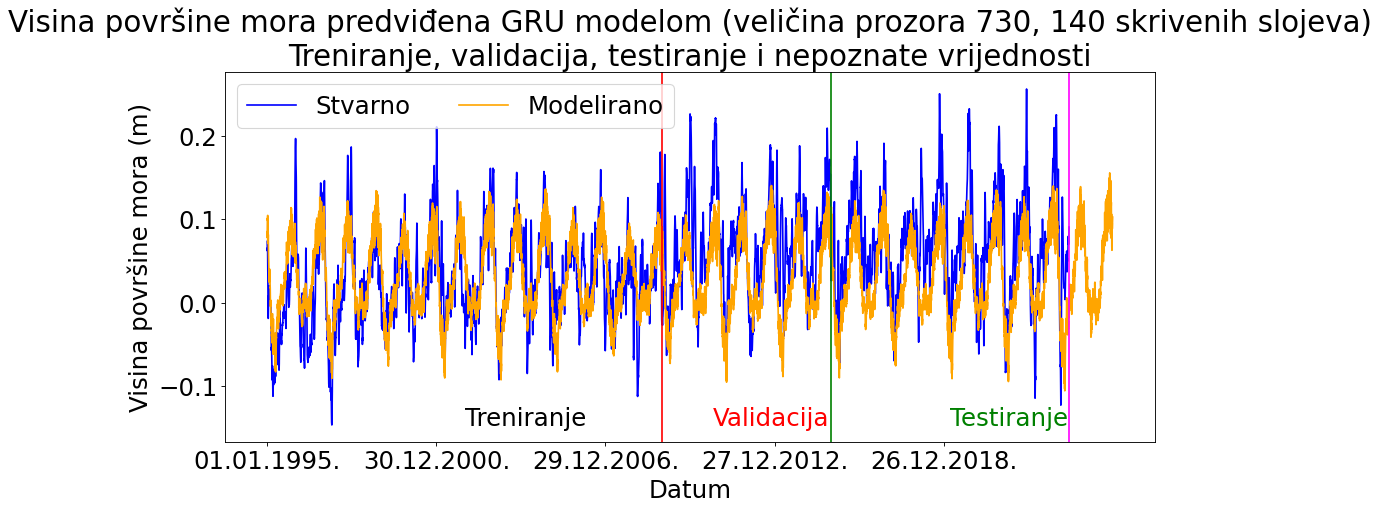 Visina površine mora predviđena GRU modelom (veličina prozora 730, 140 skrivenih slojeva)
Treniranje, validacija, testiranje i nepoznate vrijednosti
Stvarno
Modelirano
Visina površine mora (m)
0.2
0.1
0.0
−0.1
Treniranje
Validacija
Testiranje
01.01.1995.
30.12.2000.
29.12.2006.
27.12.2012.
26.12.2018.
Datum